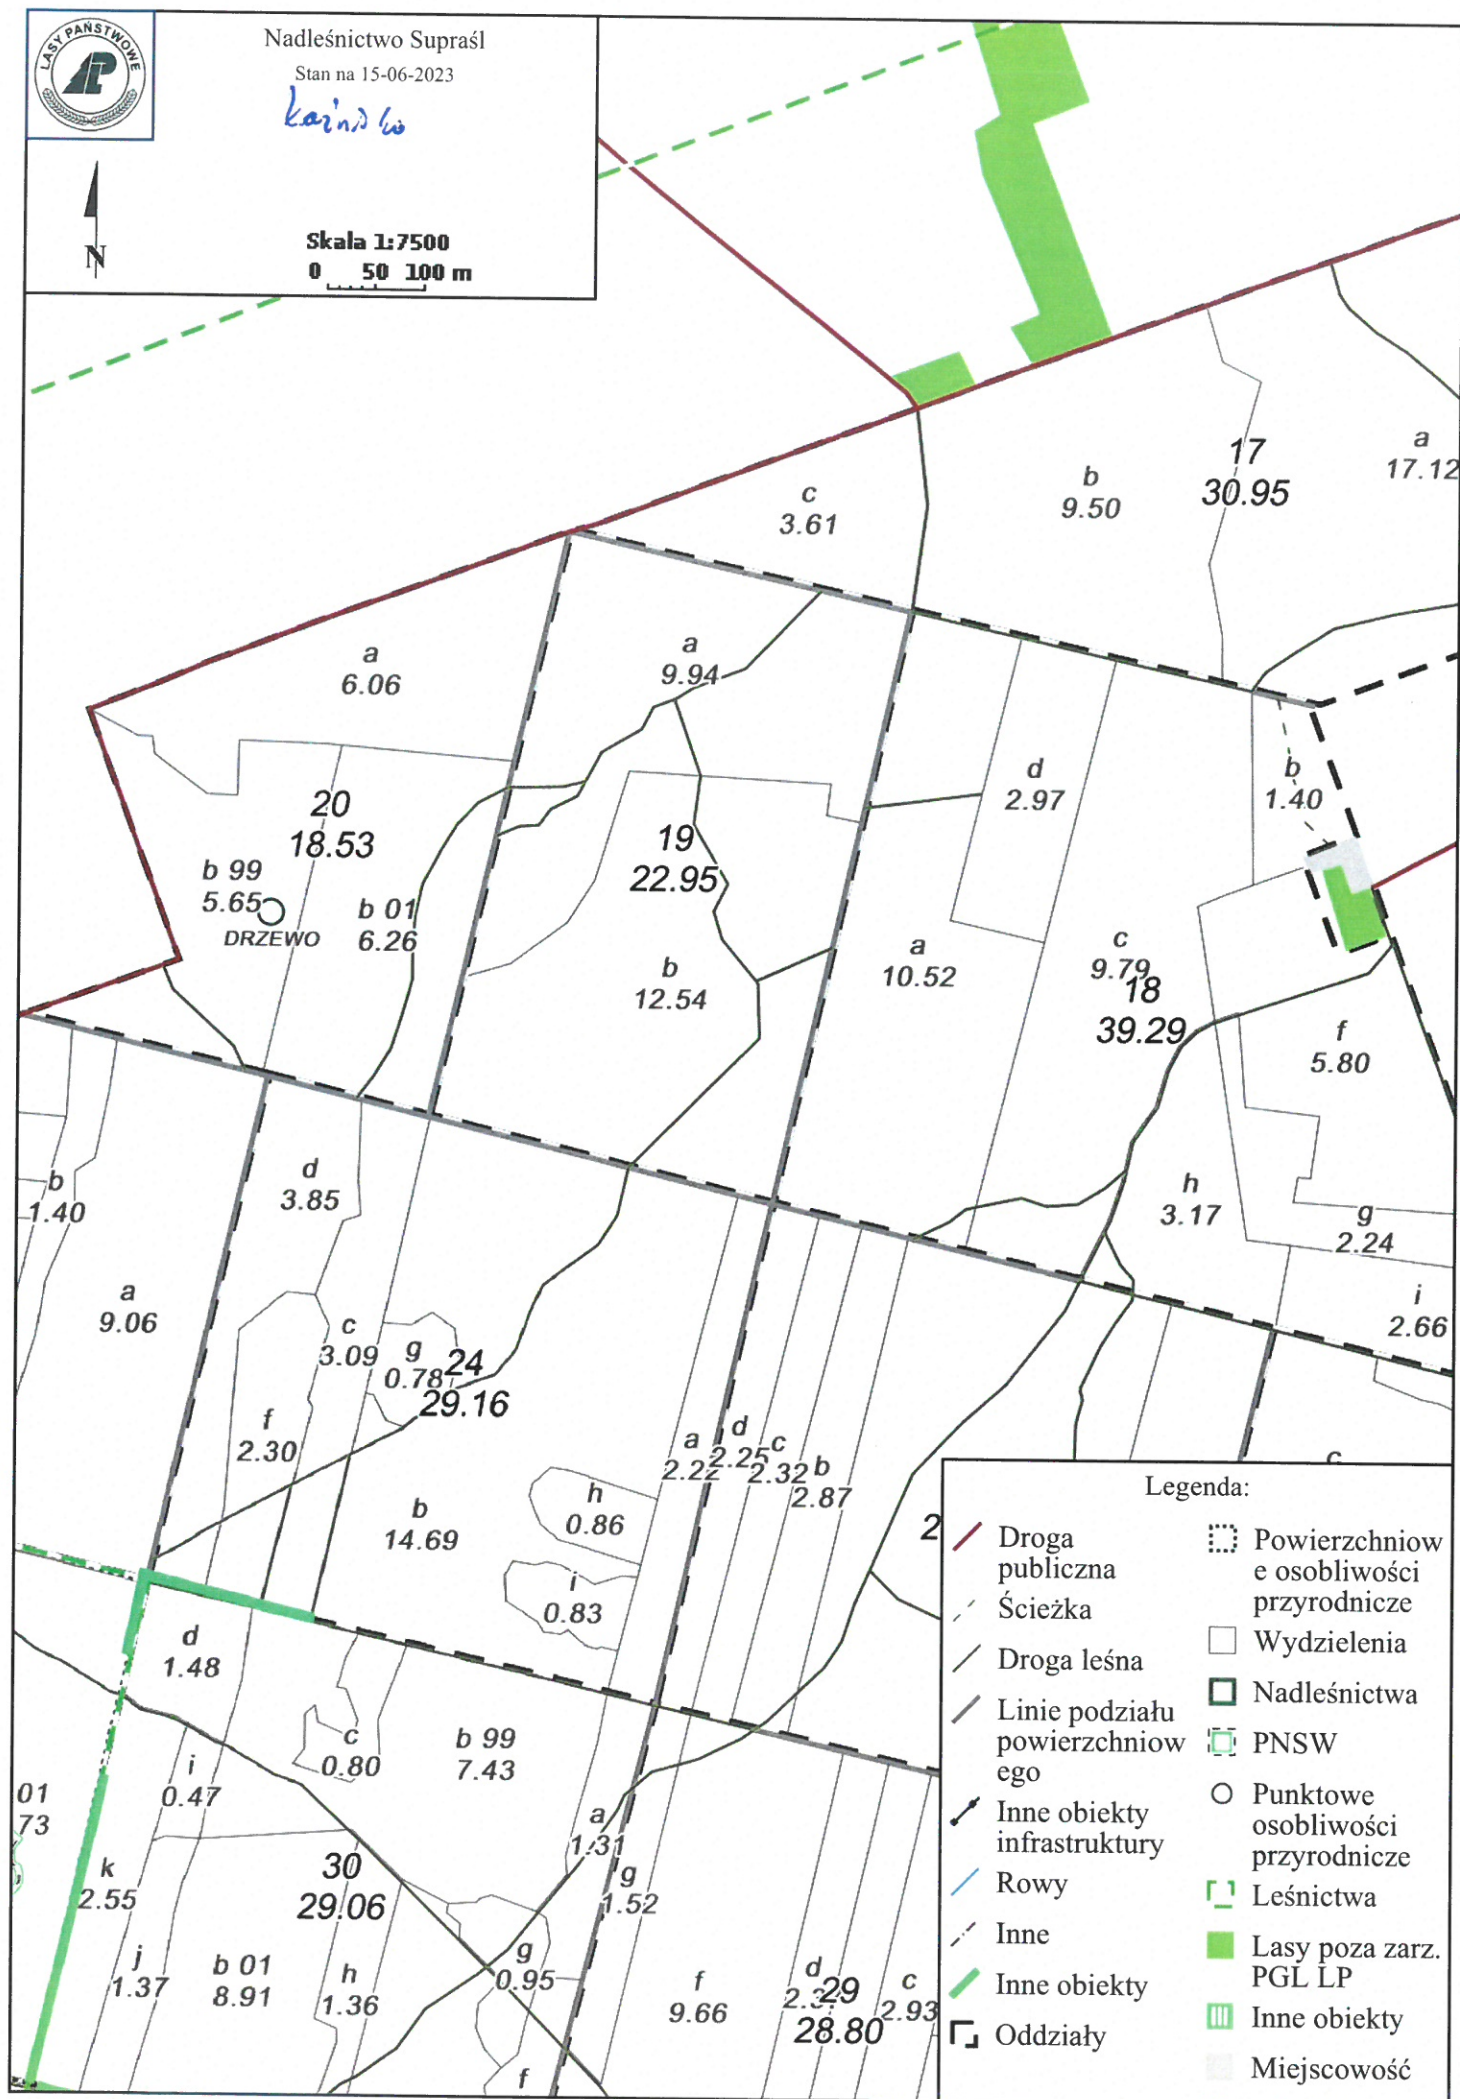 LASY PAŃSTWOWE
Nadleśnictwo Supraśl
Stan na 15-06-2023
N
Skala 1:7500
0 50 100 m
17
30.95
a
17.12
b
9.50
c
3.61
a
6.06
a
9.94
d
2.97
b
1.40
20
18.53
19
22.95
b 99
5.65
DRZEWO
b 01
6.26
b
12.54
a
10.52
c
9.79
18
39.29
f
5.80
d
3.85
b
1.40
h
3.17
g
2.24
a
9.06
i
2.66
c
3.09
g
0.78
24
29.16
f
2.30
a
2.22
d
2.25
c
2.32
b
2.87
b
14.69
h
0.86
i
0.83
2
c
d
1.48
c
0.80
b 99
7.43
i
0.47
01
73
a
1.31
k
2.55
30
29.06
g
1.52
j
1.37
b 01
8.91
h
1.36
g
0.95
f
9.66
d
29
28.80
c
2.93
f
Legenda:
Droga
publiczna
Ścieżka
Droga leśna
Linie podziału
powierzchniow
ego
Inne obiekty
infrastruktury
Rowy
Inne
Inne obiekty
Oddziały
Powierzchniow
e osobliwości
przyrodnicze
Wydzielenia
Nadleśnictwa
PNSW
Punktowe
osobliwości
przyrodnicze
Leśnictwa
Lasy poza zarz.
PGL LP
Inne obiekty
Miejscowość